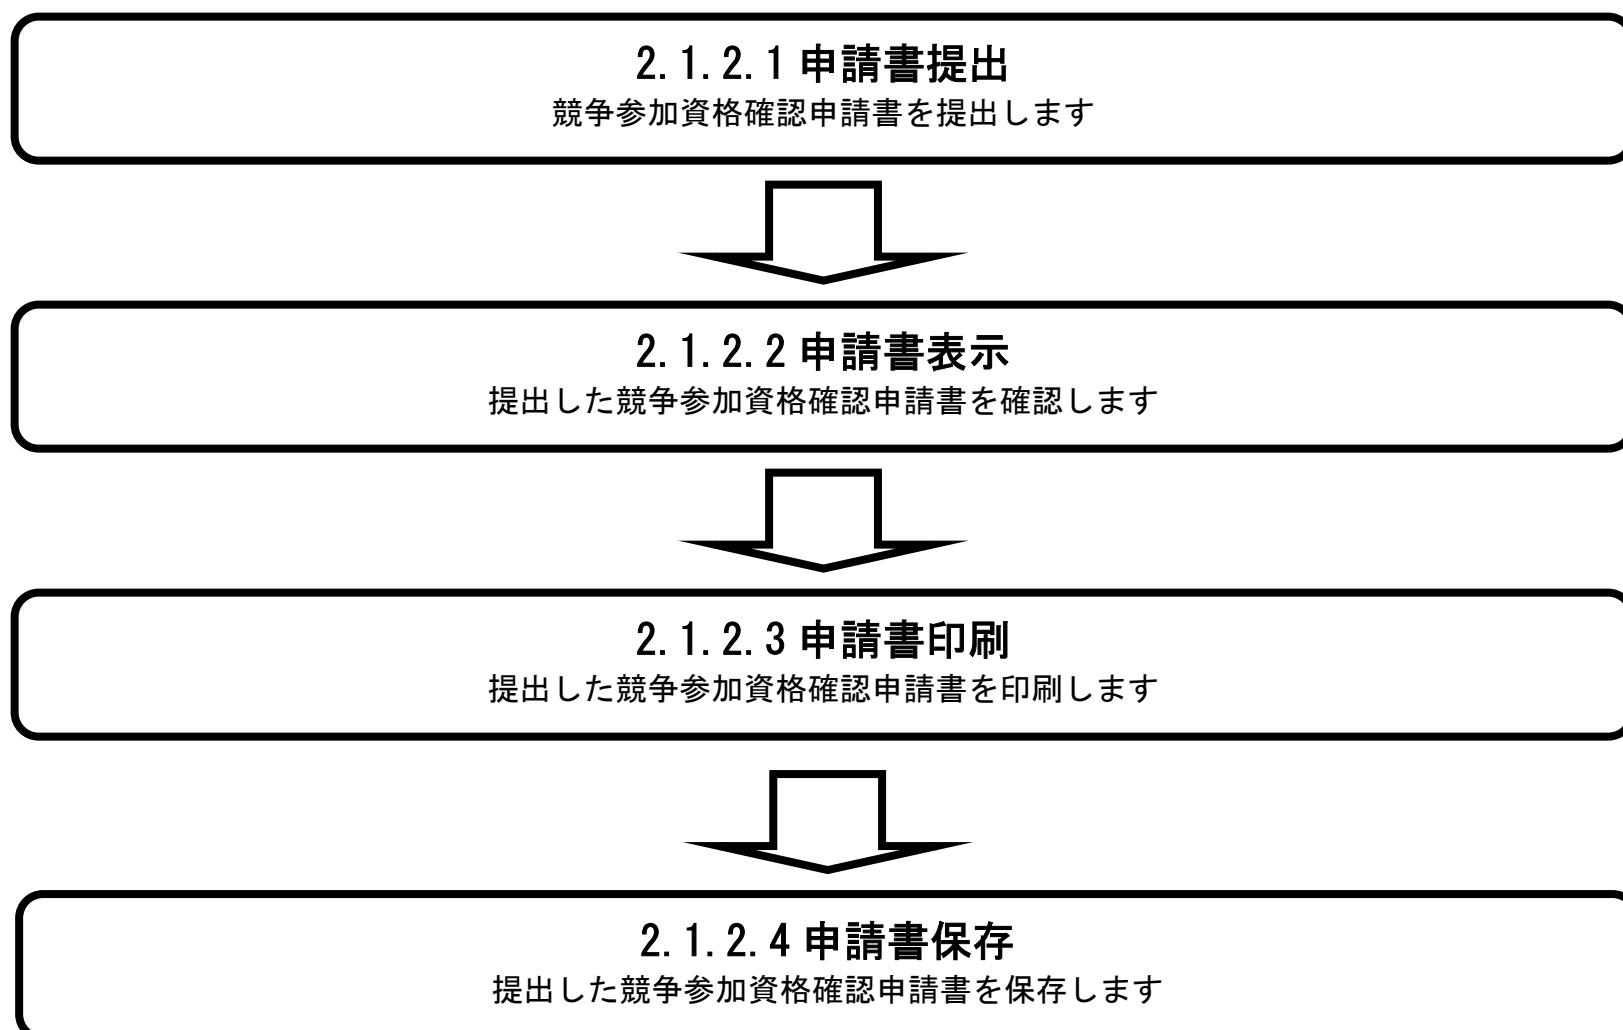 2.1.2.1 申請書提出
競争参加資格確認申請書を提出します
2.1.2.2 申請書表示
提出した競争参加資格確認申請書を確認します
2.1.2.3 申請書印刷
提出した競争参加資格確認申請書を印刷します
2.1.2.4 申請書保存
提出した競争参加資格確認申請書を保存します